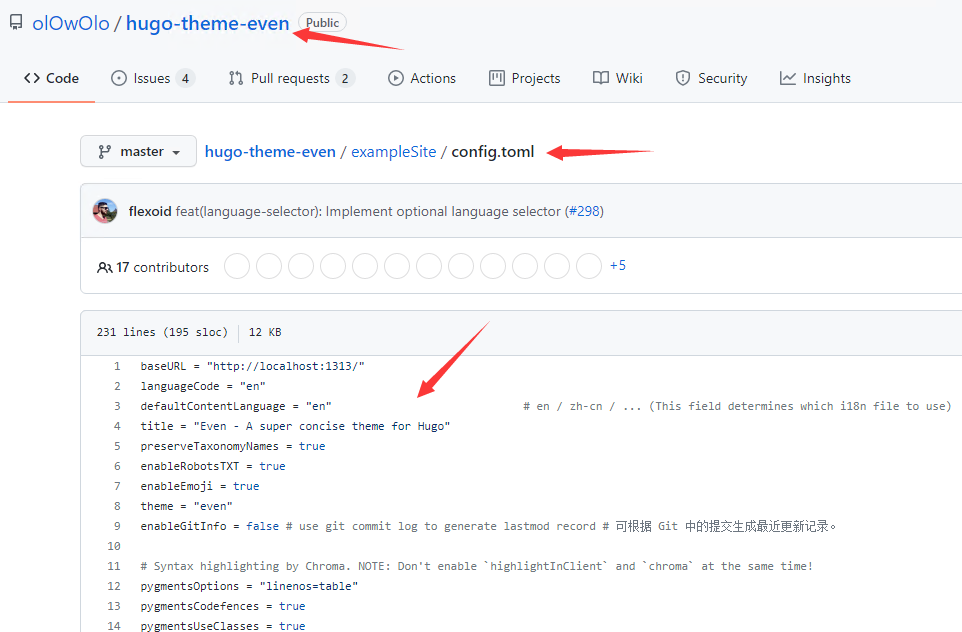 olOwOlo / hugo-theme-even Public
Code Issues 4 Pull requests 2 Actions Projects Wiki Security Insights
master hugo-theme-even / exampleSite / config.toml
flexoid feat(language-selector): Implement optional language selector (#298)
17 contributors +5
231 lines (195 sloc) 12 KB
1 baseURL = "http://localhost:1313/"
2 languageCode = "en"
3 defaultContentLanguage = "en" # en / zh-cn / ... (This field determines which i18n file to use)
4 title = "Even - A super concise theme for Hugo"
5 preserveTaxonomyNames = true
6 enableRobotsTXT = true
7 enableEmoji = true
8 theme = "even"
9 enableGitInfo = false # use git commit log to generate lastmod record # 可根据 Git 中的提交生成最近更新记录。
10
11 # Syntax highlighting by Chroma. NOTE: Don't enable `highlightInClient` and `chroma` at the same time!
12 pygmentsOptions = "linenos=table"
13 pygmentsCodefences = true
14 pygmentsUseClasses = true